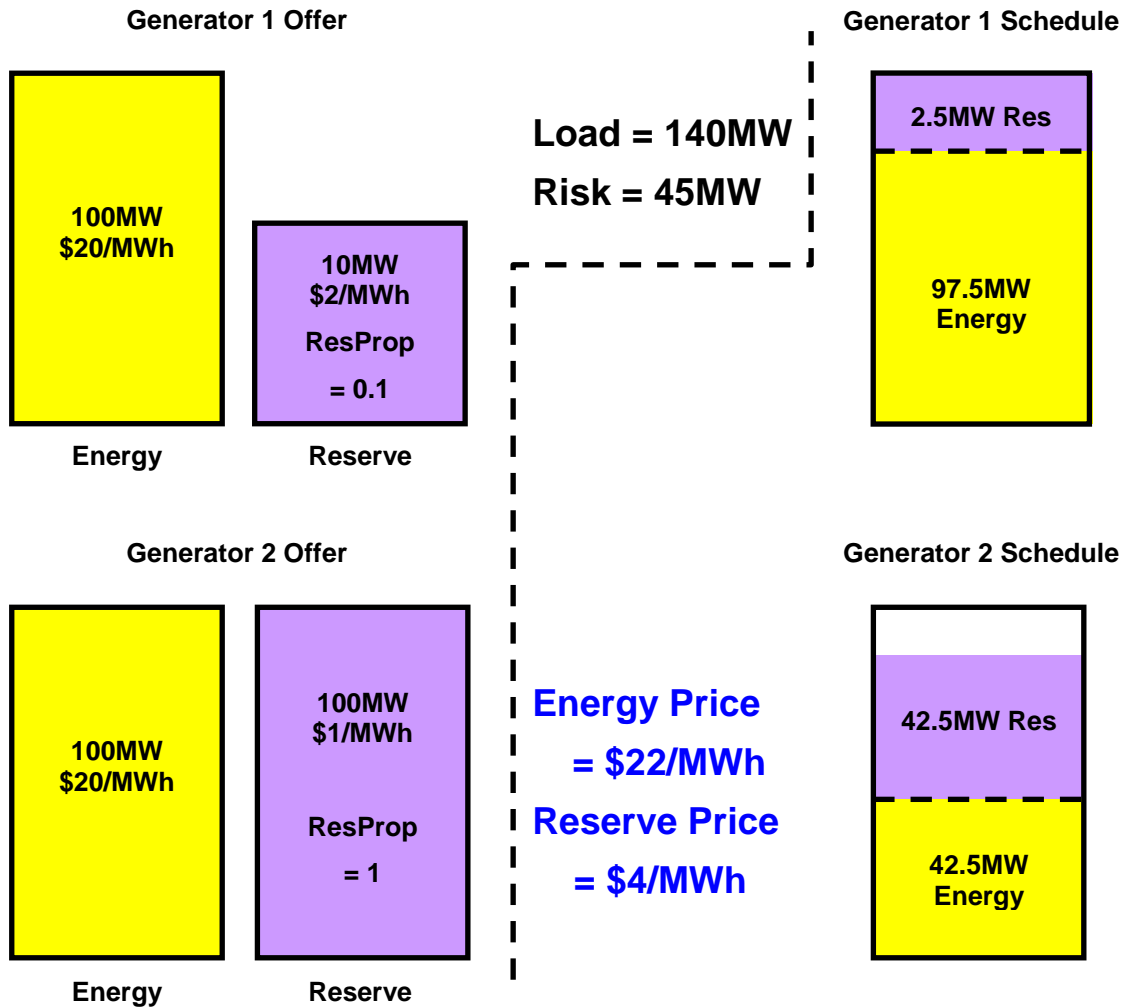 Generator 1 Offer
100MW
$20/MWh
Energy
10MW
$2/MWh
ResProp
= 0.1
Reserve
Load = 140MW
Risk = 45MW
Generator 1 Schedule
2.5MW Res
97.5MW
Energy
Generator 2 Offer
100MW
$20/MWh
Energy
100MW
$1/MWh
ResProp
= 1
Reserve
Energy Price
= $22/MWh
Reserve Price
= $4/MWh
Generator 2 Schedule
42.5MW Res
42.5MW
Energy